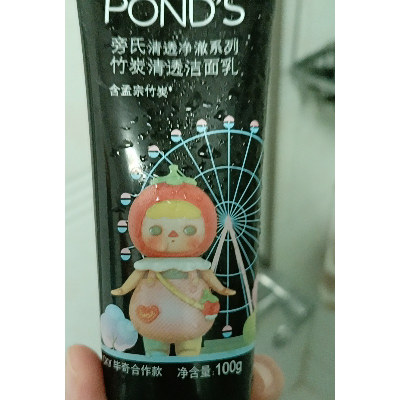 POND'S
旁氏清透净澈系列
竹炭清透洁面乳
含孟宗竹炭*
毕奇合作款 净含量:100g